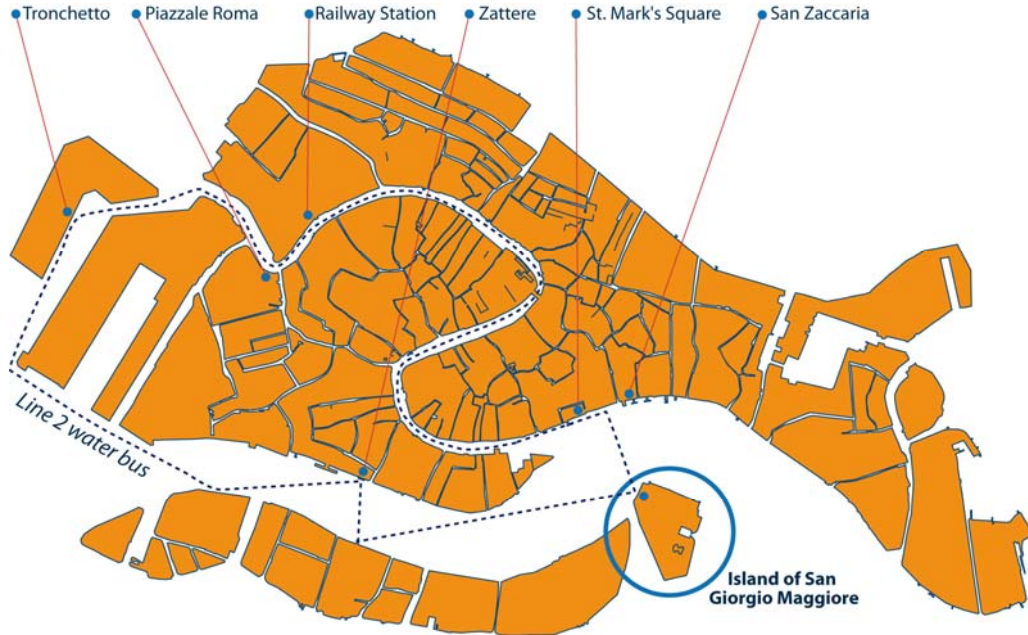 Tronchetto
Piazzale Roma
Railway Station
Zattere
St. Mark's Square
San Zaccaria
Line 2 water bus
Island of San
Giorgio Maggiore